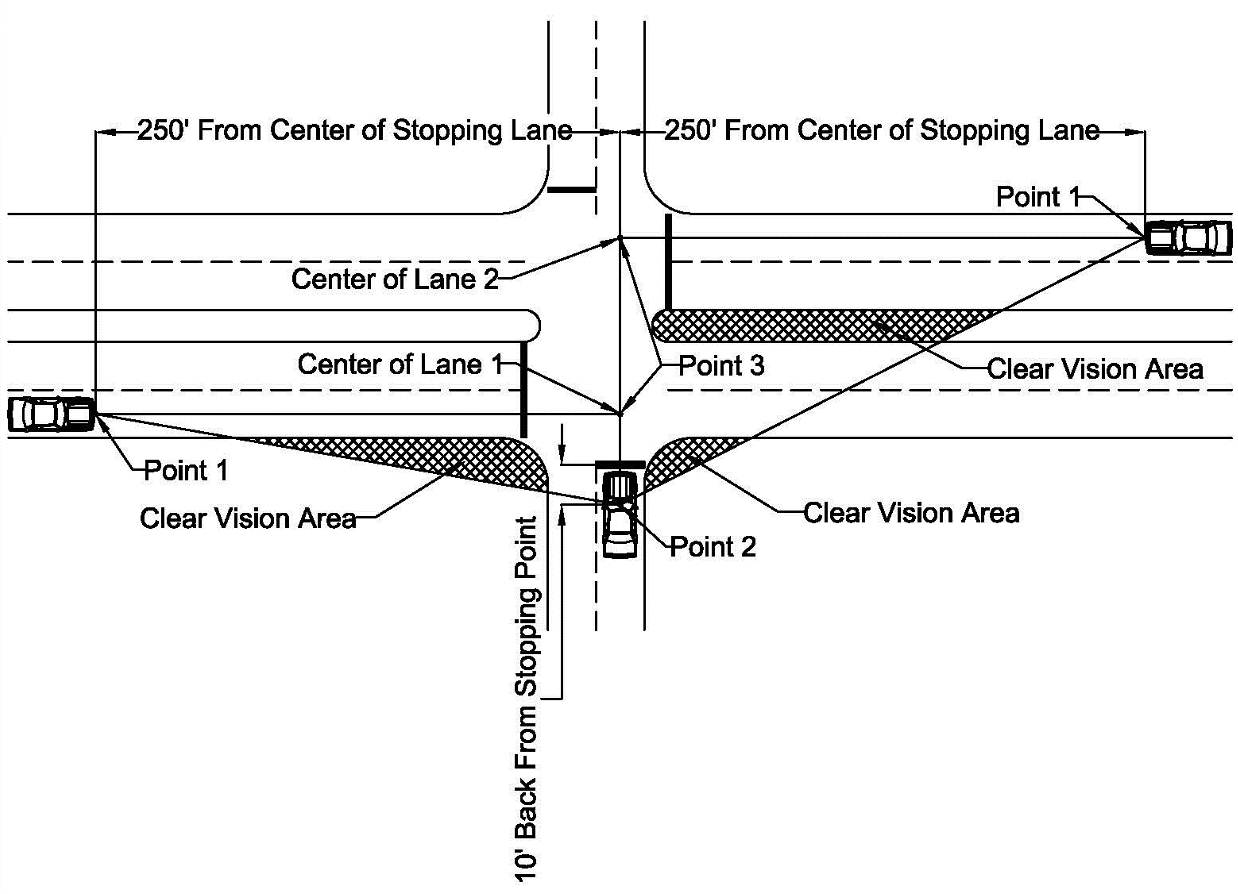 250' From Center of Stopping Lane
250' From Center of Stopping Lane
Point 1
Center of Lane 2
Center of Lane 1
Point 3
Clear Vision Area
Point 1
Clear Vision Area
Clear Vision Area
Point 2
10' Back From Stopping Point